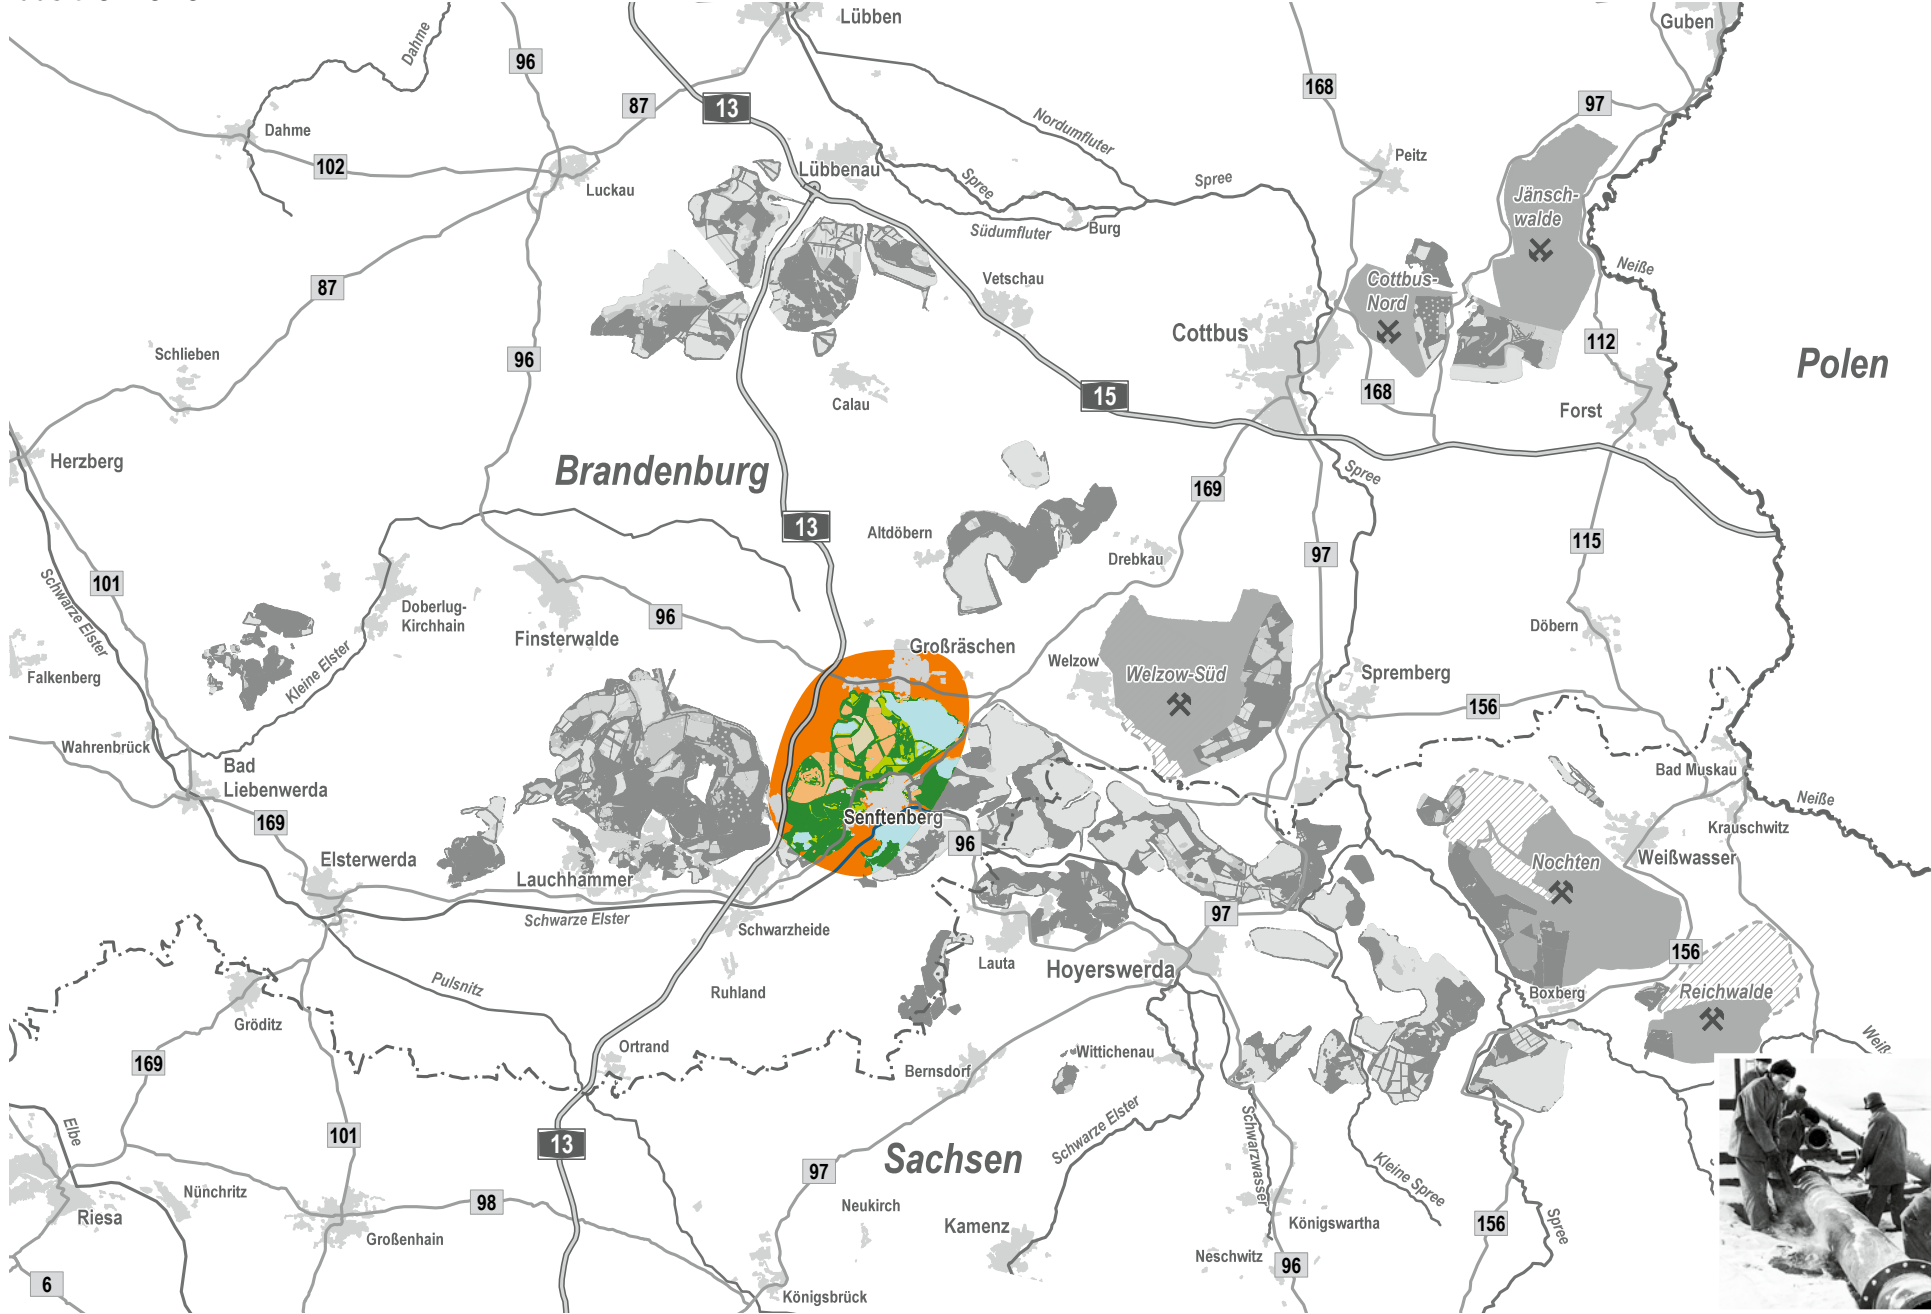 Lübben
Guben
Dahme
96
87
13
168
97
Dahme
102
Luckau
Lübbenau
Nordumfluter
Spree
Spree
Südumfluter
Burg
Peitz
Jänsch-
walde
Neiße
87
Vetschau
Cottbus-
Nord
Cottbus
112
Polen
Schlieben
96
Calau
15
168
Forst
Herzberg
Brandenburg
169
Spree
13
Altdöbern
Drebkau
97
115
101
Schwarze Elster
Doberlug-
Kirchhain
Finsterwalde
96
Döbern
Kleine Elster
Falkenberg
Großräschen
Welzow
Welzow-Süd
Spremberg
156
Wahrenbrück
Bad
Liebenwerda
Bad Muskau
Neiße
169
Senftenberg
96
Krauschwitz
Elsterwerda
Lauchhammer
Nochten
Weißwasser
Schwarze Elster
Schwarzheide
97
Lauta
Hoyerswerda
156
Pulsnitz
Ruhland
Boxberg
Reichwalde
Gröditz
169
Ortrand
Bernsdorf
Wittichenau
Weiß
Elbe
101
13
Sachsen
Schwarze Elster
Schwarzwasser
Kleine Spree
97
Nünchritz
98
Riesa
Großenhain
Neukirch
Kamenz
Königswartha
156
Spree
Neschwitz
96
6
Königsbrück